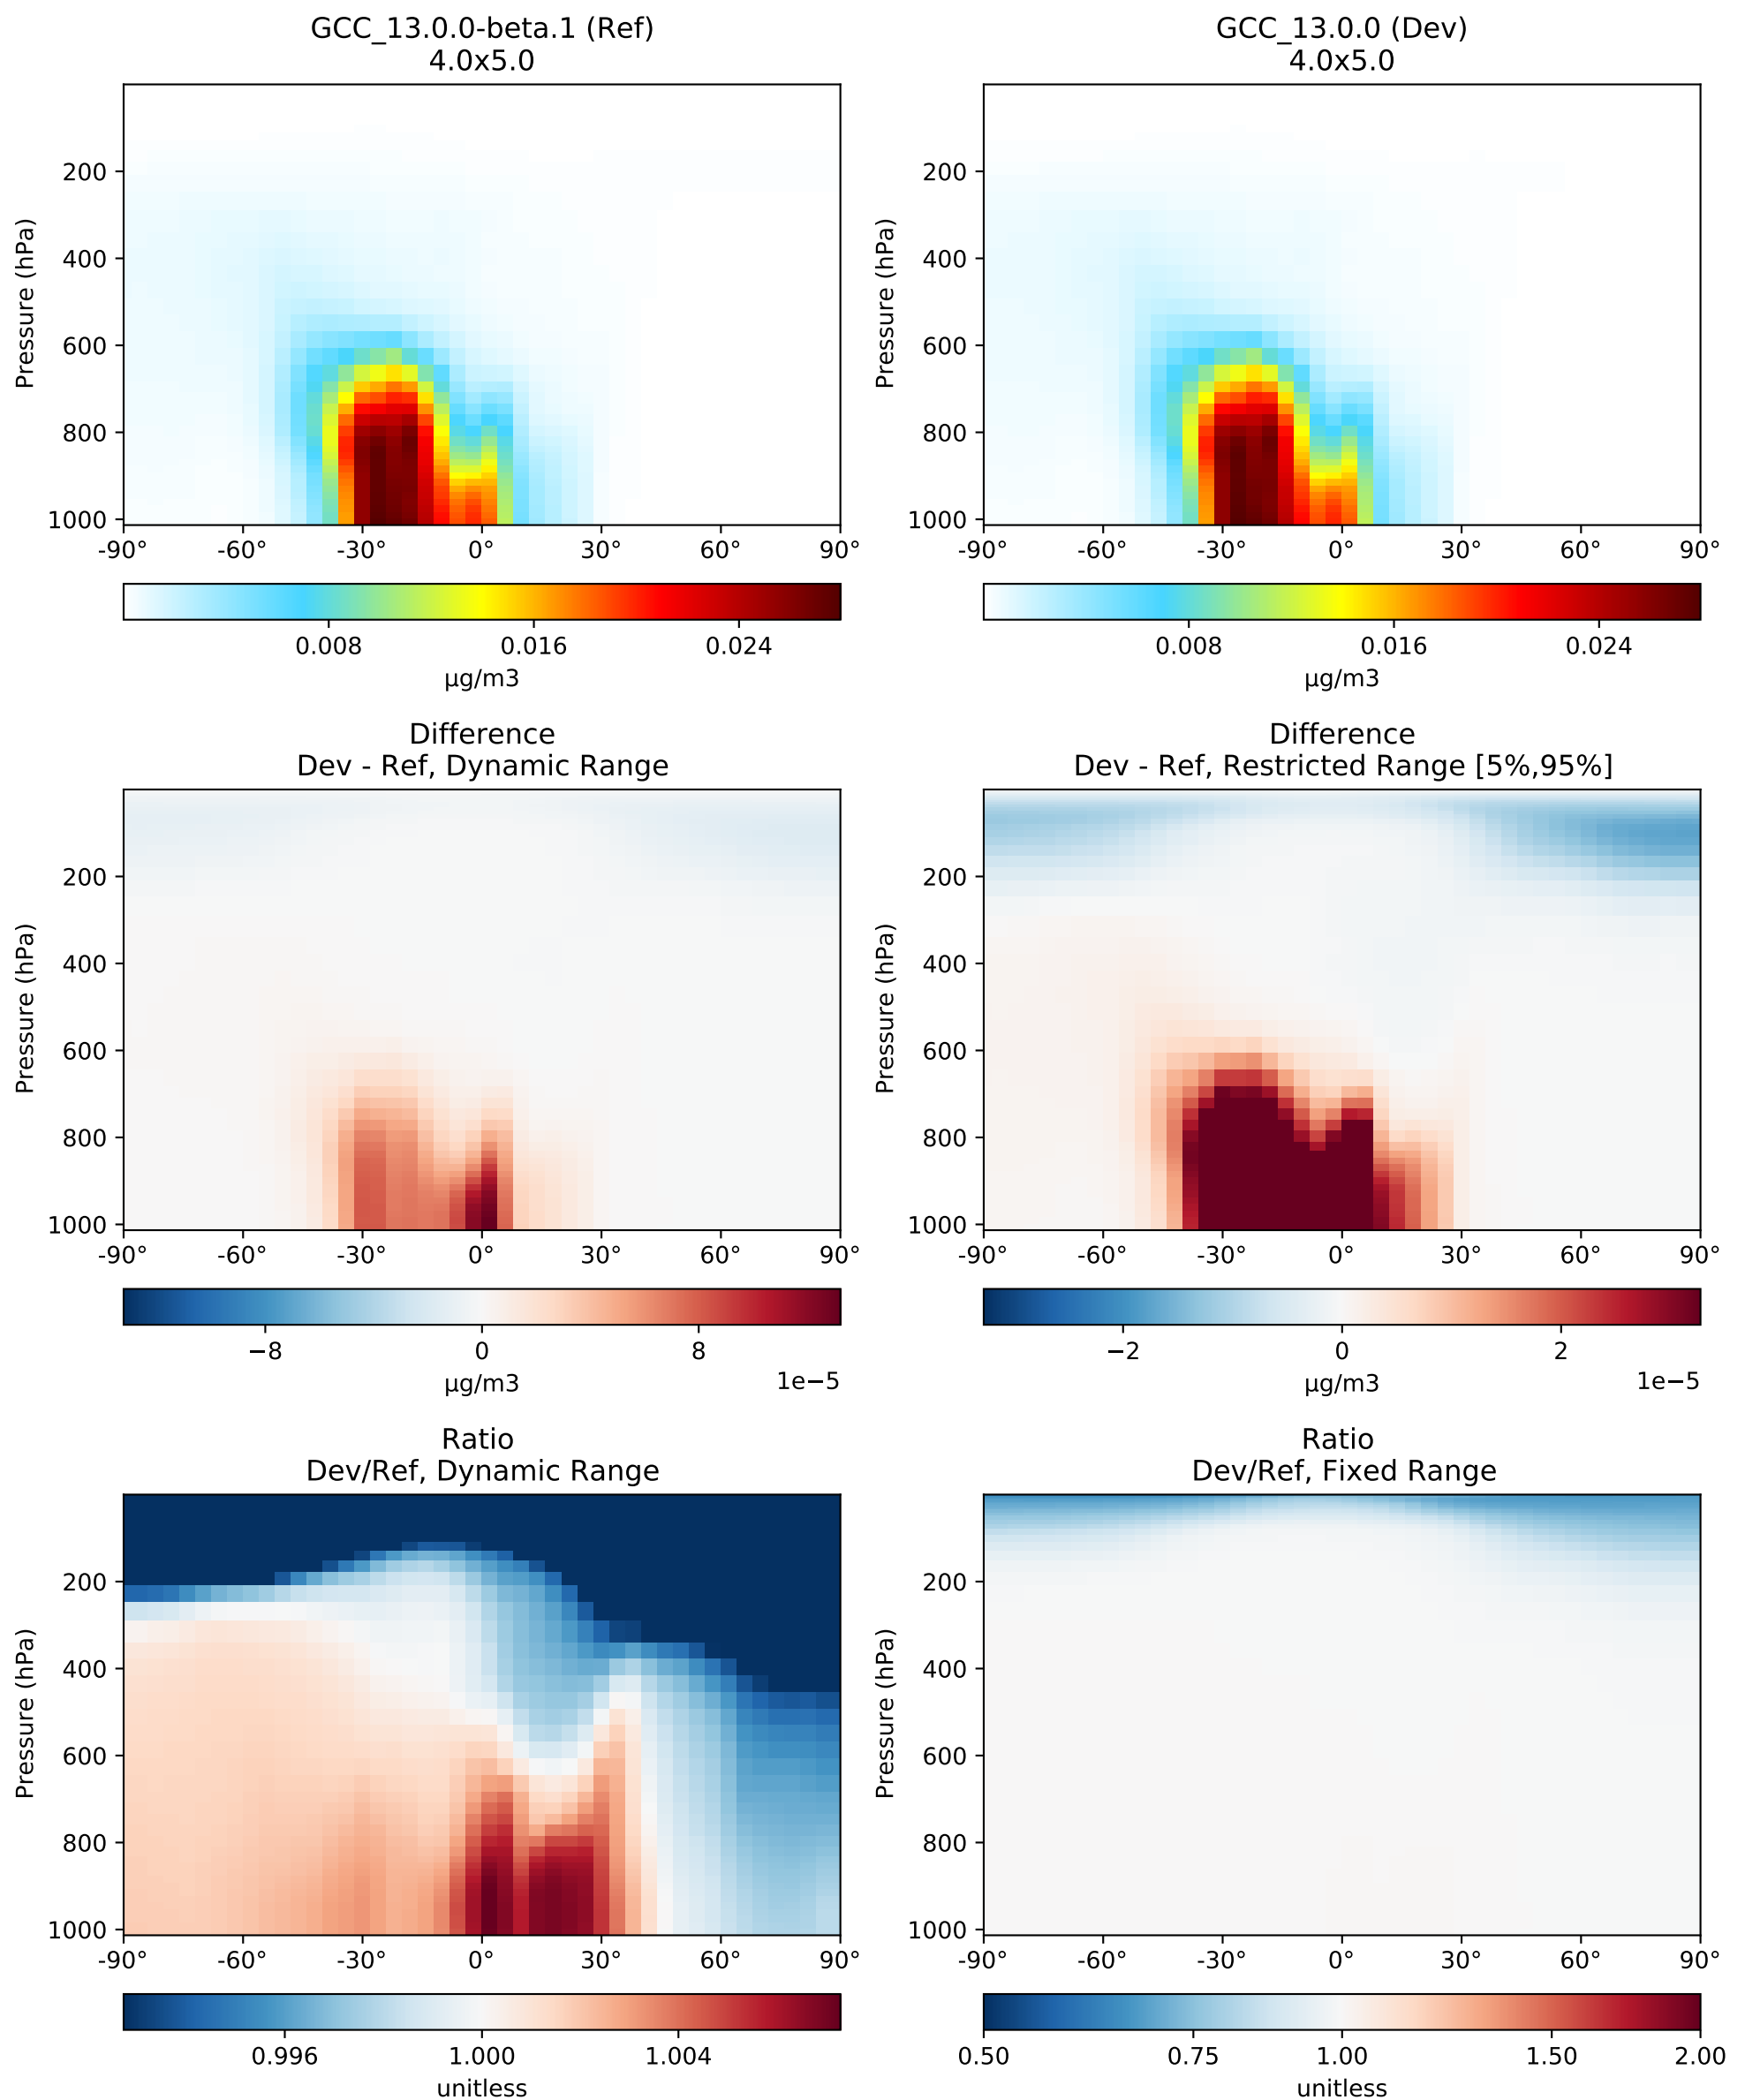 GCC_13.0.0-beta.1 (Ref)
4.0x5.0
Pressure (hPa)
200
400
600
800
1000
-90° -60° -30° 0° 30° 60° 90°
0.008 0.016 0.024
µg/m3
GCC_13.0.0 (Dev)
4.0x5.0
Pressure (hPa)
200
400
600
800
1000
-90° -60° -30° 0° 30° 60° 90°
0.008 0.016 0.024
µg/m3
Difference
Dev - Ref, Dynamic Range
Pressure (hPa)
200
400
600
800
1000
-90° -60° -30° 0° 30° 60° 90°
−8 0 8
µg/m3
1e−5
Difference
Dev - Ref, Restricted Range [5%,95%]
Pressure (hPa)
200
400
600
800
1000
-90° -60° -30° 0° 30° 60° 90°
−2 0 2
µg/m3
1e−5
Ratio
Dev/Ref, Dynamic Range
Pressure (hPa)
200
400
600
800
1000
-90° -60° -30° 0° 30° 60° 90°
0.996 1.000 1.004
unitless
Ratio
Dev/Ref, Fixed Range
Pressure (hPa)
200
400
600
800
1000
-90° -60° -30° 0° 30° 60° 90°
0.50 0.75 1.00 1.50 2.00
unitless